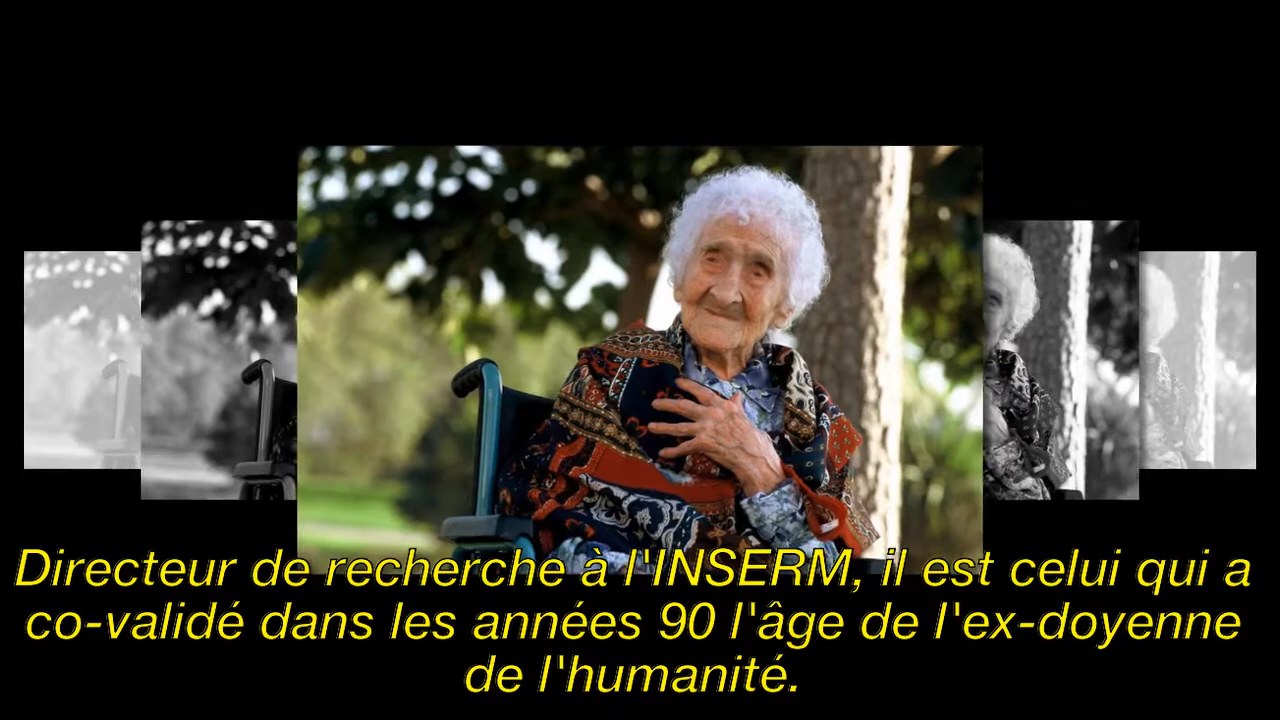 Directeur de recherche à l'INSERM, il est celui qui a
co-validé dans les années 90 l'âge de l'ex-doyenne
de l'humanité.